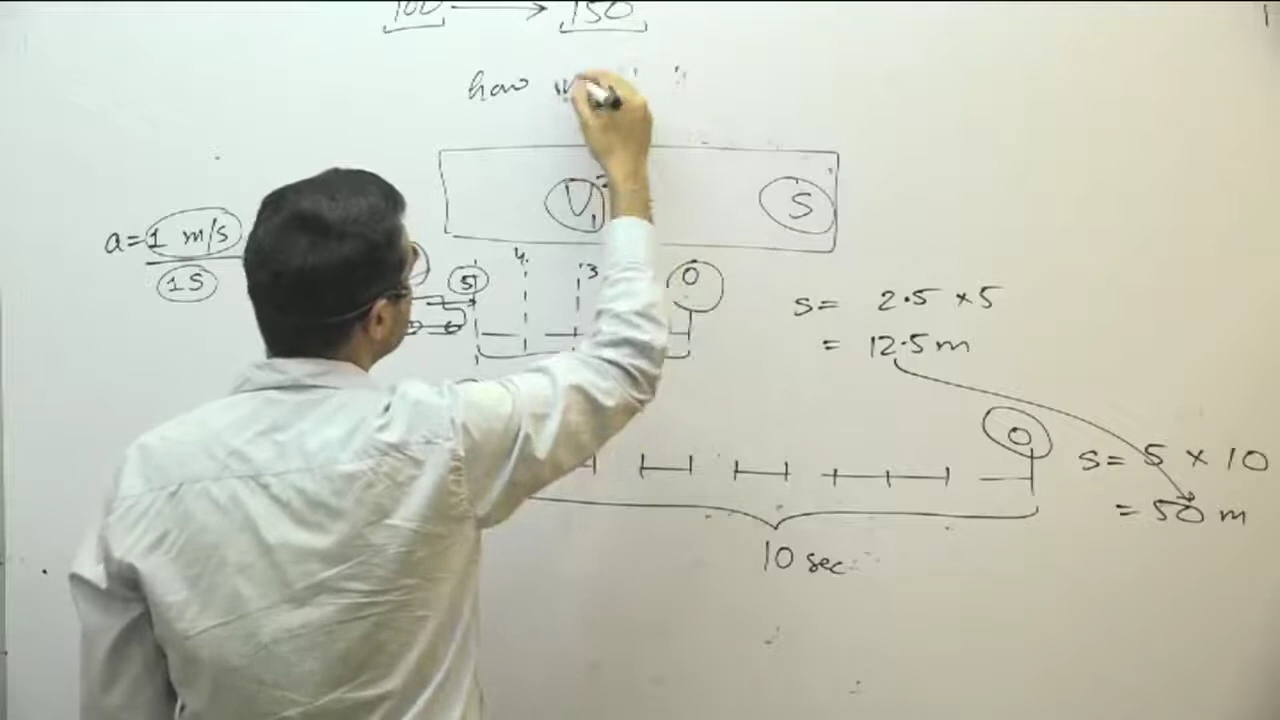 100 → 150
how
V₁ S
a = 1 m/s
1 S
5 4 3 0
s = 2.5 × 5
= 12.5 m
0
s = 5 × 10
= 50 m
10 sec